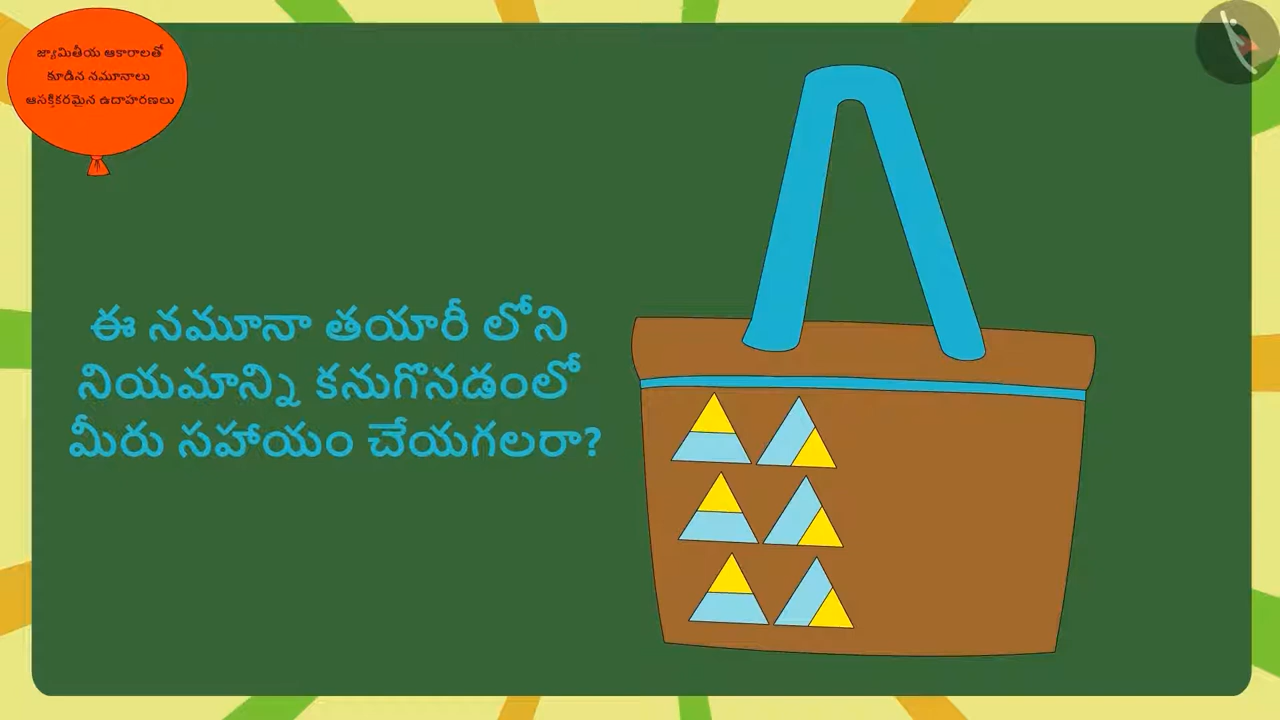 జ్యామితీయ ఆకారాలతో
కూడిన నమూనాలు
ఆసక్తికరమైన ఉదాహరణలు
ఈ నమూనా తయారీ లోని
నియమాన్ని కనుగొనడంలో
మీరు సహాయం చేయగలరా?